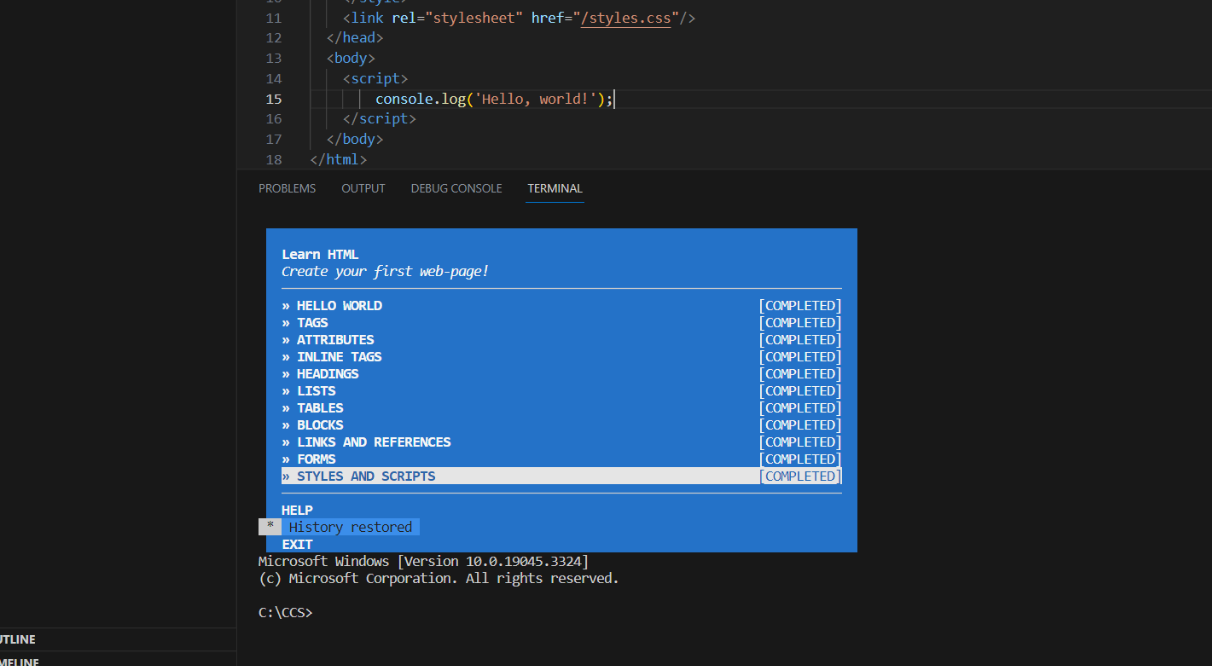 10 </style>
11 <link rel="stylesheet" href="/styles.css"/>
12 </head>
13 <body>
14 <script>
15 console.log('Hello, world!');
16 </script>
17 </body>
18 </html>
PROBLEMS OUTPUT DEBUG CONSOLE TERMINAL
Learn HTML
Create your first web-page!
» HELLO WORLD [COMPLETED]
» TAGS [COMPLETED]
» ATTRIBUTES [COMPLETED]
» INLINE TAGS [COMPLETED]
» HEADINGS [COMPLETED]
» LISTS [COMPLETED]
» TABLES [COMPLETED]
» BLOCKS [COMPLETED]
» LINKS AND REFERENCES [COMPLETED]
» FORMS [COMPLETED]
» STYLES AND SCRIPTS [COMPLETED]
HELP
* History restored
EXIT
Microsoft Windows [Version 10.0.19045.3324]
(c) Microsoft Corporation. All rights reserved.
C:\CCS>
UTLINE
MELINE